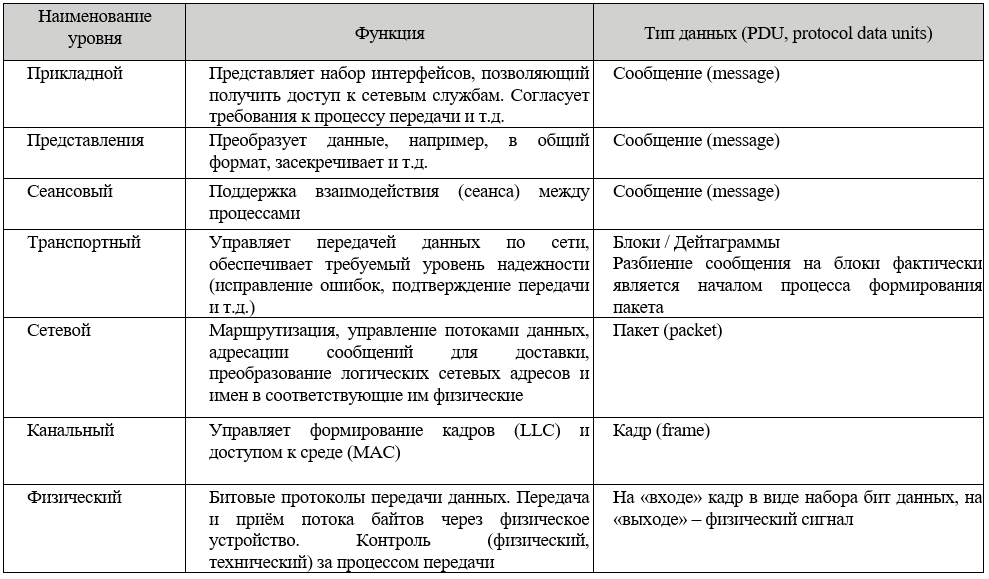 Наименование
уровня
Функция
Тип данных (PDU, protocol data units)
Прикладной
Представляет набор интерфейсов, позволяющий
получить доступ к сетевым службам. Согласует
требования к процессу передачи и т.д.
Сообщение (message)
Представления
Преобразует данные, например, в общий
формат, засекречивает и т.д.
Сообщение (message)
Сеансовый
Поддержка взаимодействия (сеанса) между
процессами
Сообщение (message)
Транспортный
Управляет передачей данных по сети,
обеспечивает требуемый уровень надежности
(исправление ошибок, подтверждение передачи
и т.д.)
Блоки / Дейтаграммы
Разбиение сообщения на блоки фактически
является началом процесса формирования
пакета
Сетевой
Маршрутизация, управление потоками данных,
адресации сообщений для доставки,
преобразование логических сетевых адресов и
имен в соответствующие им физические
Пакет (packet)
Канальный
Управляет формирование кадров (LLC) и
доступом к среде (MAC)
Кадр (frame)
Физический
Битовые протоколы передачи данных. Передача
и приём потока байтов через физическое
устройство. Контроль (физический,
технический) за процессом передачи
На «входе» кадр в виде набора бит данных, на
«выходе» – физический сигнал